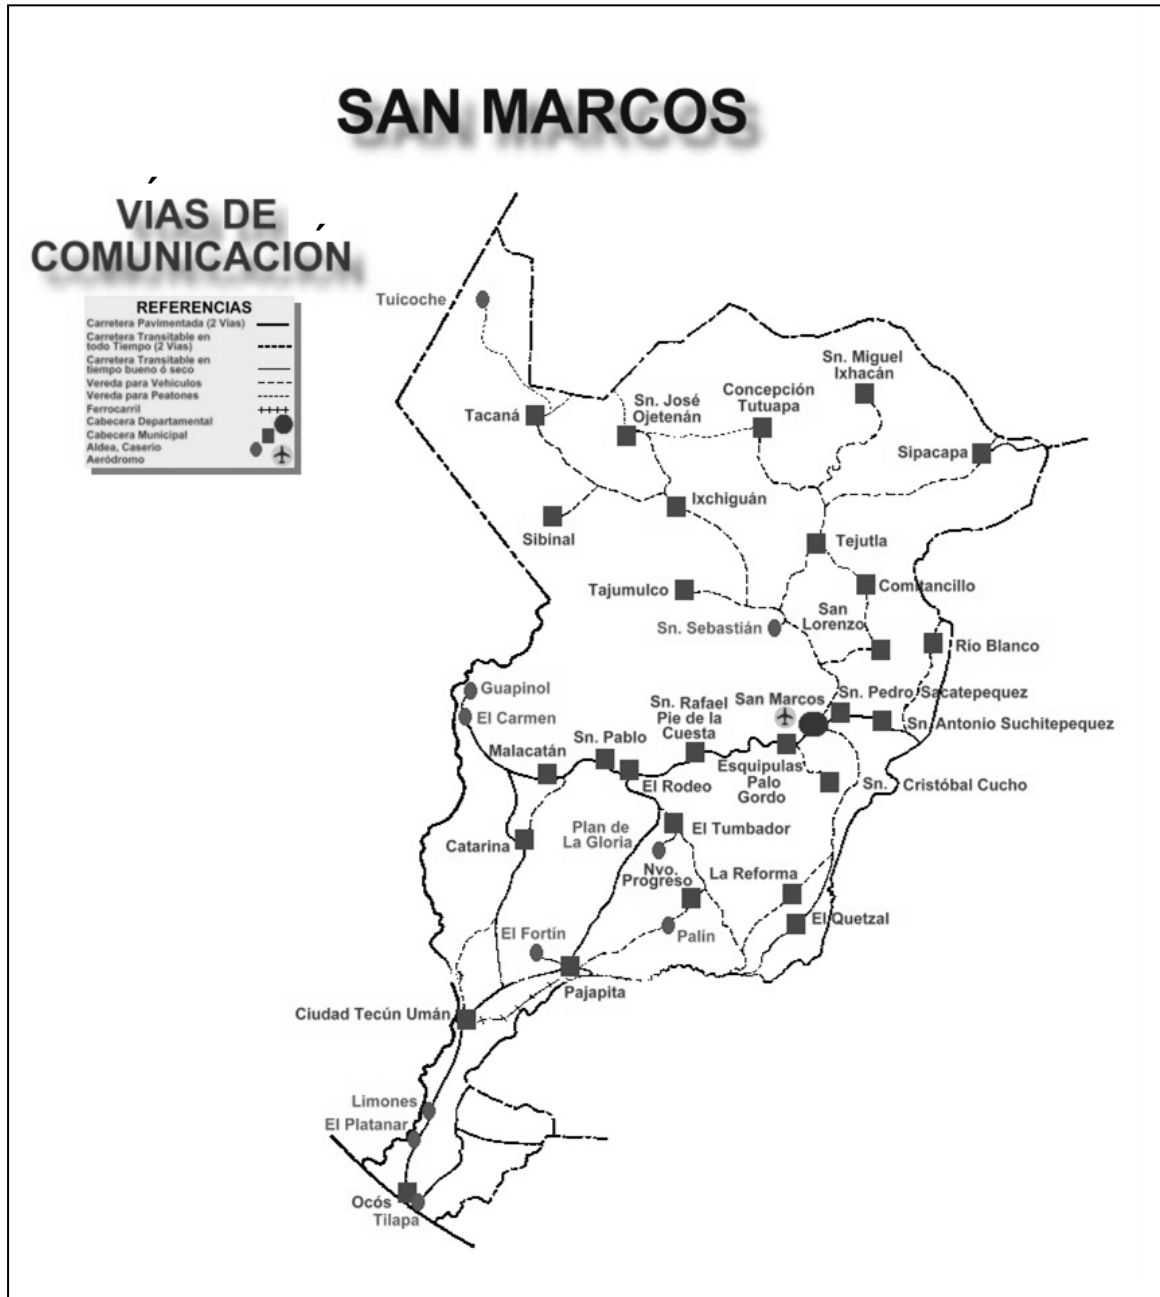 SAN MARCOS
VÍAS DE
COMUNICACIÓN
REFERENCIAS
Carretera Pavimentada (2 Vias)
Carretera Transitable en
todo Tiempo (2 Vias)
Carretera Transitable en
tiempo bueno ó seco
Vereda para Vehículos
Vereda para Peatones
Ferrocarril
Cabecera Departamental
Cabecera Municipal
Aldea, Caserío
Aeródromo
Tuicoche
Tacaná
Sn. José
Ojetenán
Concepción
Tutuapa
Sn. Miguel
Ixhacán
Sipacapa
Ixchiguán
Sibinal
Tejutla
Tajumulco
Comitancillo
San
Lorenzo
Sn. Sebastián
Río Blanco
Guapinol
El Carmen
Sn. Rafael
Pie de la
Cuesta
San Marcos
Sn. Pedro Sacatepequez
Sn. Antonio Suchitepequez
Malacatán
Sn. Pablo
El Rodeo
Esquipulas
Palo
Gordo
Sn. Cristóbal Cucho
Catarina
Plan de
La Gloria
El Tumbador
Nvo.
Progreso
La Reforma
El Quetzal
El Fortín
Palín
Pajapita
Ciudad Tecún Umán
Limones
El Platanar
Ocós
Tilapa